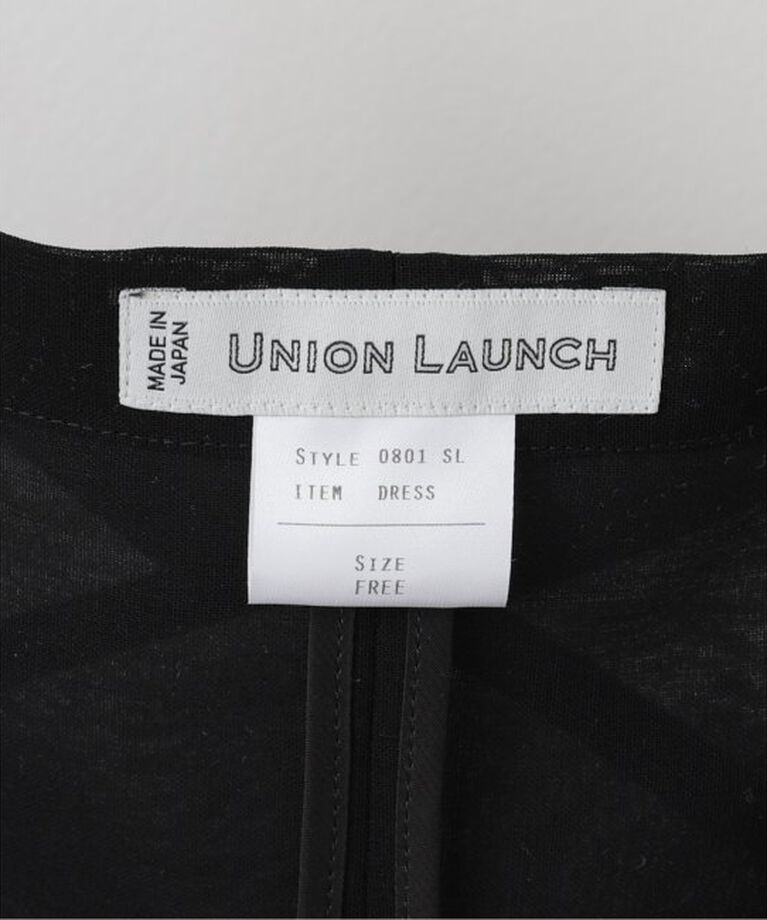 MADE IN
JAPAN
UNION LAUNCH
STYLE 0801 SL
ITEM DRESS
SIZE
FREE